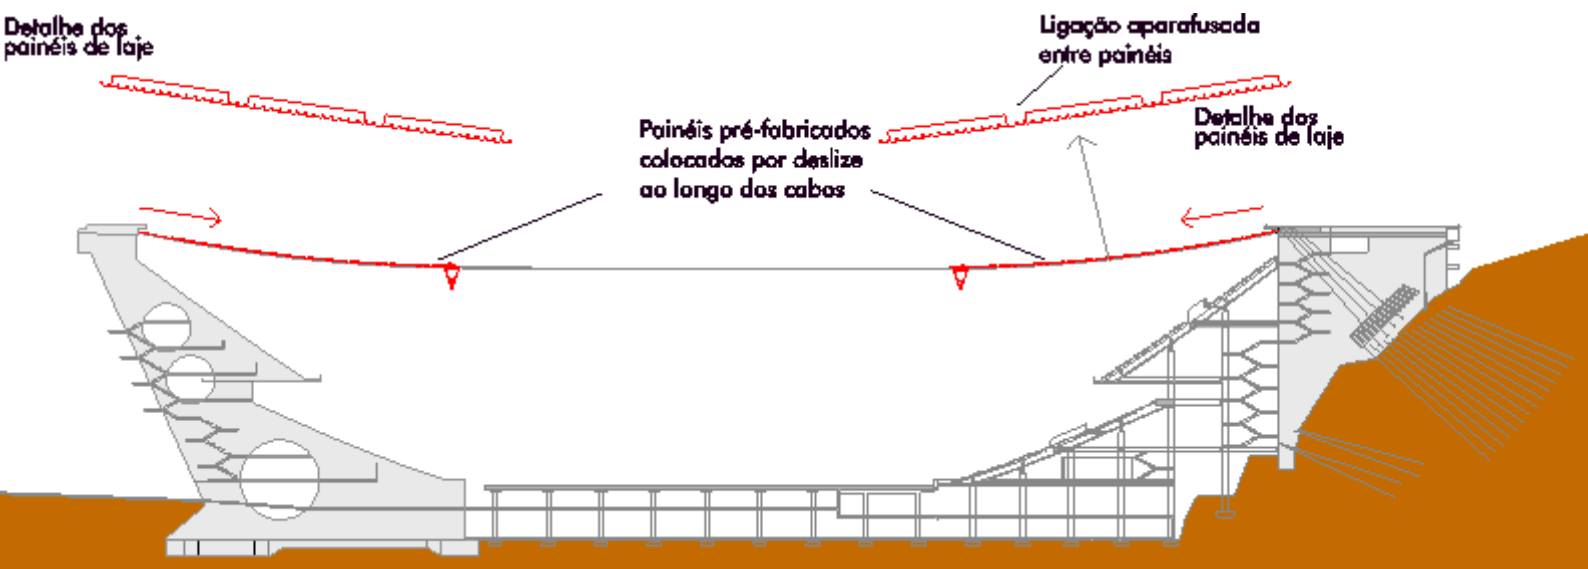 Detalhe dos
painéis de laje
Ligação aparafusada
entre painéis
Painéis pré-fabricados
colocados por deslize
ao longo dos cabos
Detalhe dos
painéis de laje